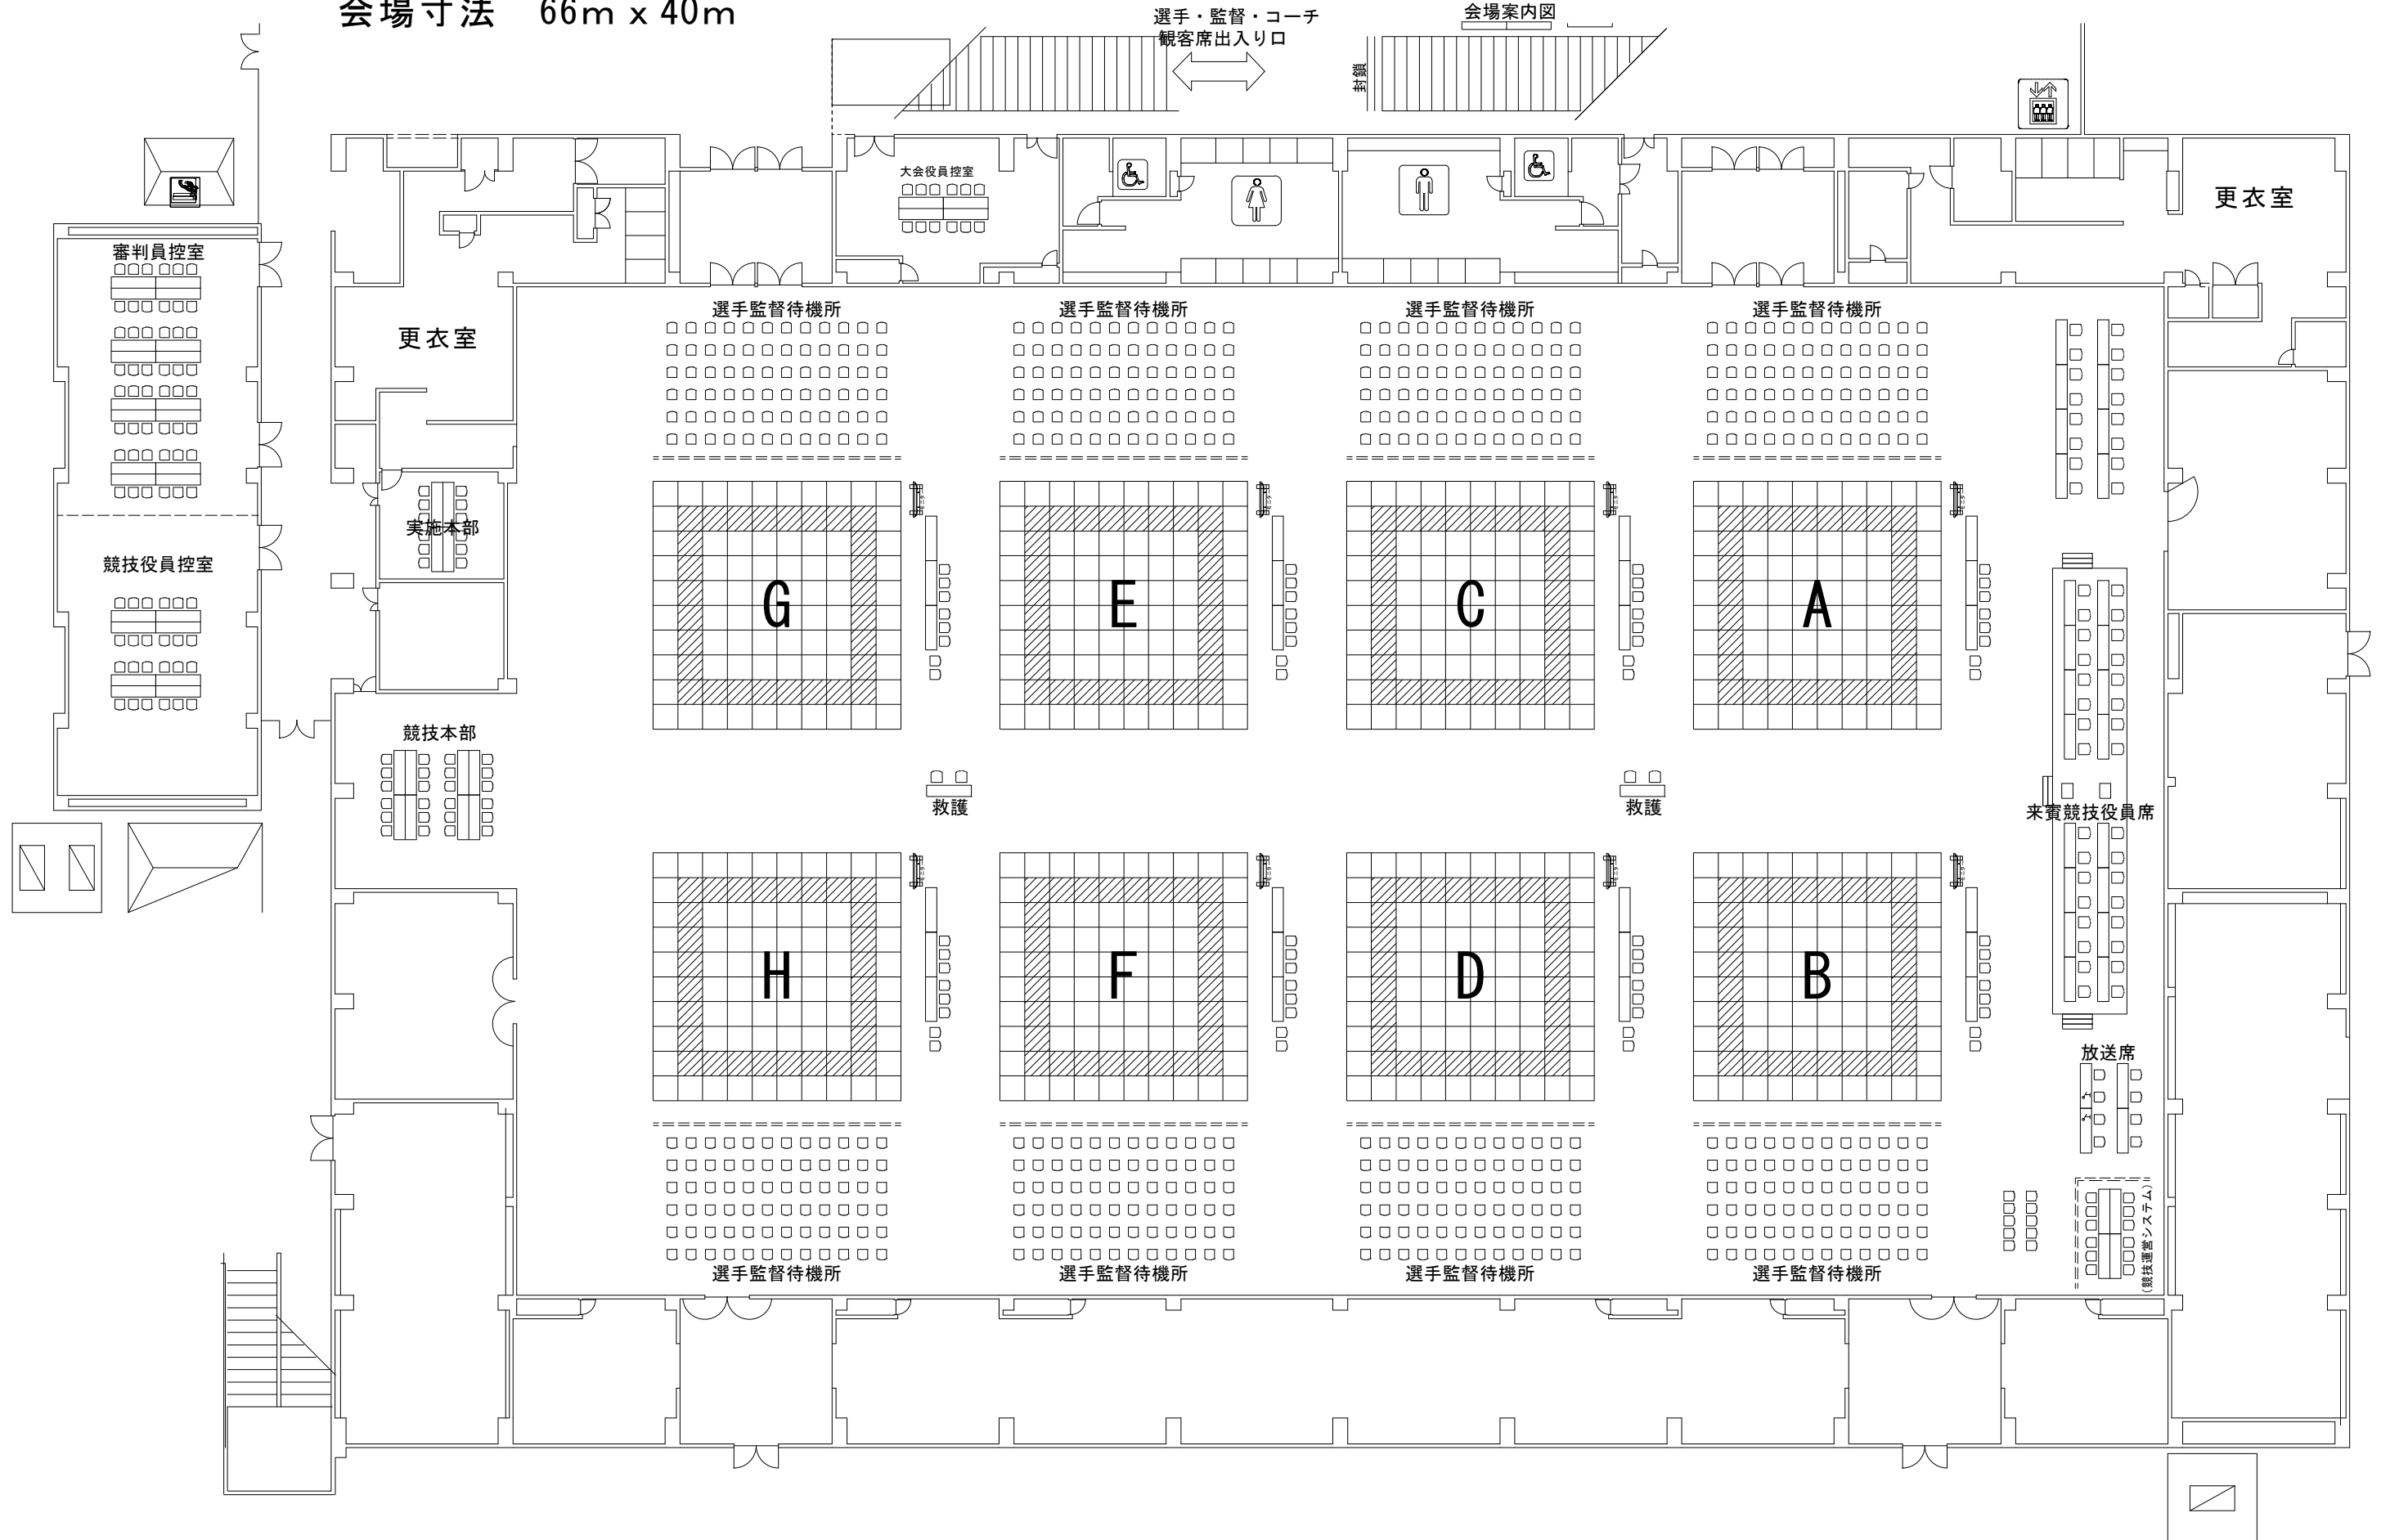 会場寸法　66m x 40m
選手・監督・コーチ
観客席出入り口
会場案内図
封鎖
大会役員控室
更衣室
審判員控室
選手監督待機所
選手監督待機所
選手監督待機所
選手監督待機所
更衣室
実施本部
競技役員控室
G
E
C
A
競技本部
救護
救護
来賓競技役員席
H
F
D
B
放送席
(競技運営システム)
選手監督待機所
選手監督待機所
選手監督待機所
選手監督待機所